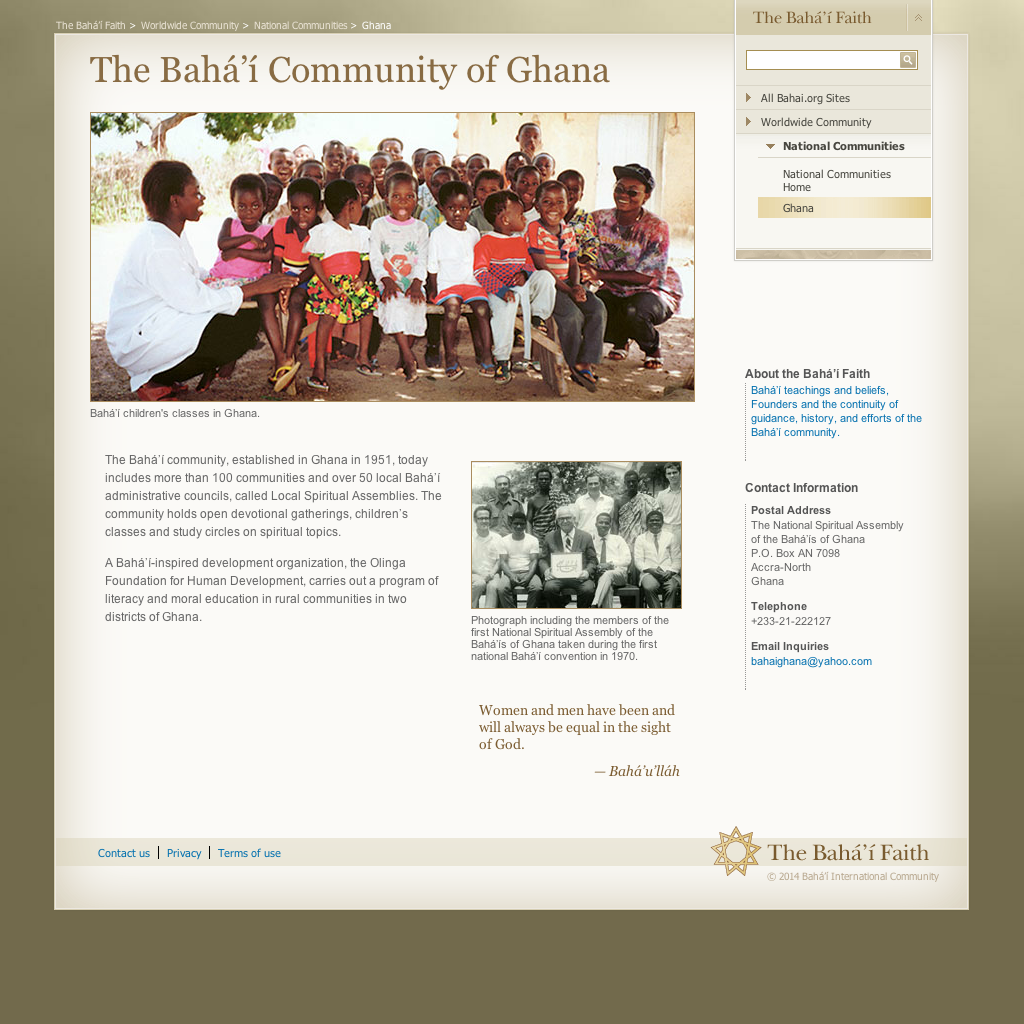 The Bahá’í Faith > Worldwide Community > National Communities > Ghana
The Bahá’í Faith
The Bahá’í Community of Ghana
All Bahai.org Sites
Worldwide Community
National Communities
National Communities
Home
Ghana
Bahá’í children's classes in Ghana.
The Bahá’í community, established in Ghana in 1951, today
includes more than 100 communities and over 50 local Bahá’í
administrative councils, called Local Spiritual Assemblies. The
community holds open devotional gatherings, children’s
classes and study circles on spiritual topics.
A Bahá’í-inspired development organization, the Olinga
Foundation for Human Development, carries out a program of
literacy and moral education in rural communities in two
districts of Ghana.
Photograph including the members of the
first National Spiritual Assembly of the
Bahá’ís of Ghana taken during the first
national Bahá’í convention in 1970.
Women and men have been and
will always be equal in the sight
of God.
— Bahá’u’lláh
About the Bahá’í Faith
Bahá’í teachings and beliefs,
Founders and the continuity of
guidance, history, and efforts of the
Bahá’í community.
Contact Information
Postal Address
The National Spiritual Assembly
of the Bahá’ís of Ghana
P.O. Box AN 7098
Accra-North
Ghana
Telephone
+233-21-222127
Email Inquiries
bahaighana@yahoo.com
Contact us | Privacy | Terms of use
The Bahá’í Faith
© 2014 Bahá’í International Community